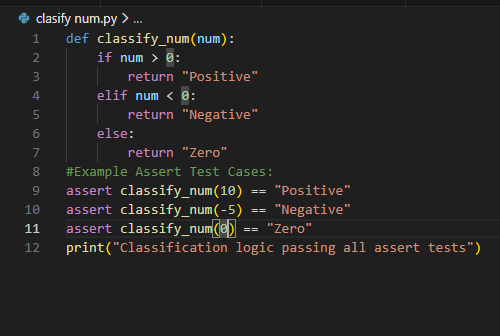 clasify num.py > ...
1 def classify_num(num):
2     if num > 0:
3         return "Positive"
4     elif num < 0:
5         return "Negative"
6     else:
7         return "Zero"
8 #Example Assert Test Cases:
9 assert classify_num(10) == "Positive"
10 assert classify_num(-5) == "Negative"
11 assert classify_num(0) == "Zero"
12 print("Classification logic passing all assert tests")